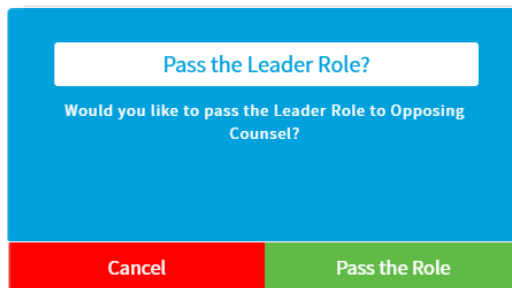 Pass the Leader Role?
Would you like to pass the Leader Role to Opposing
Counsel?
Cancel
Pass the Role